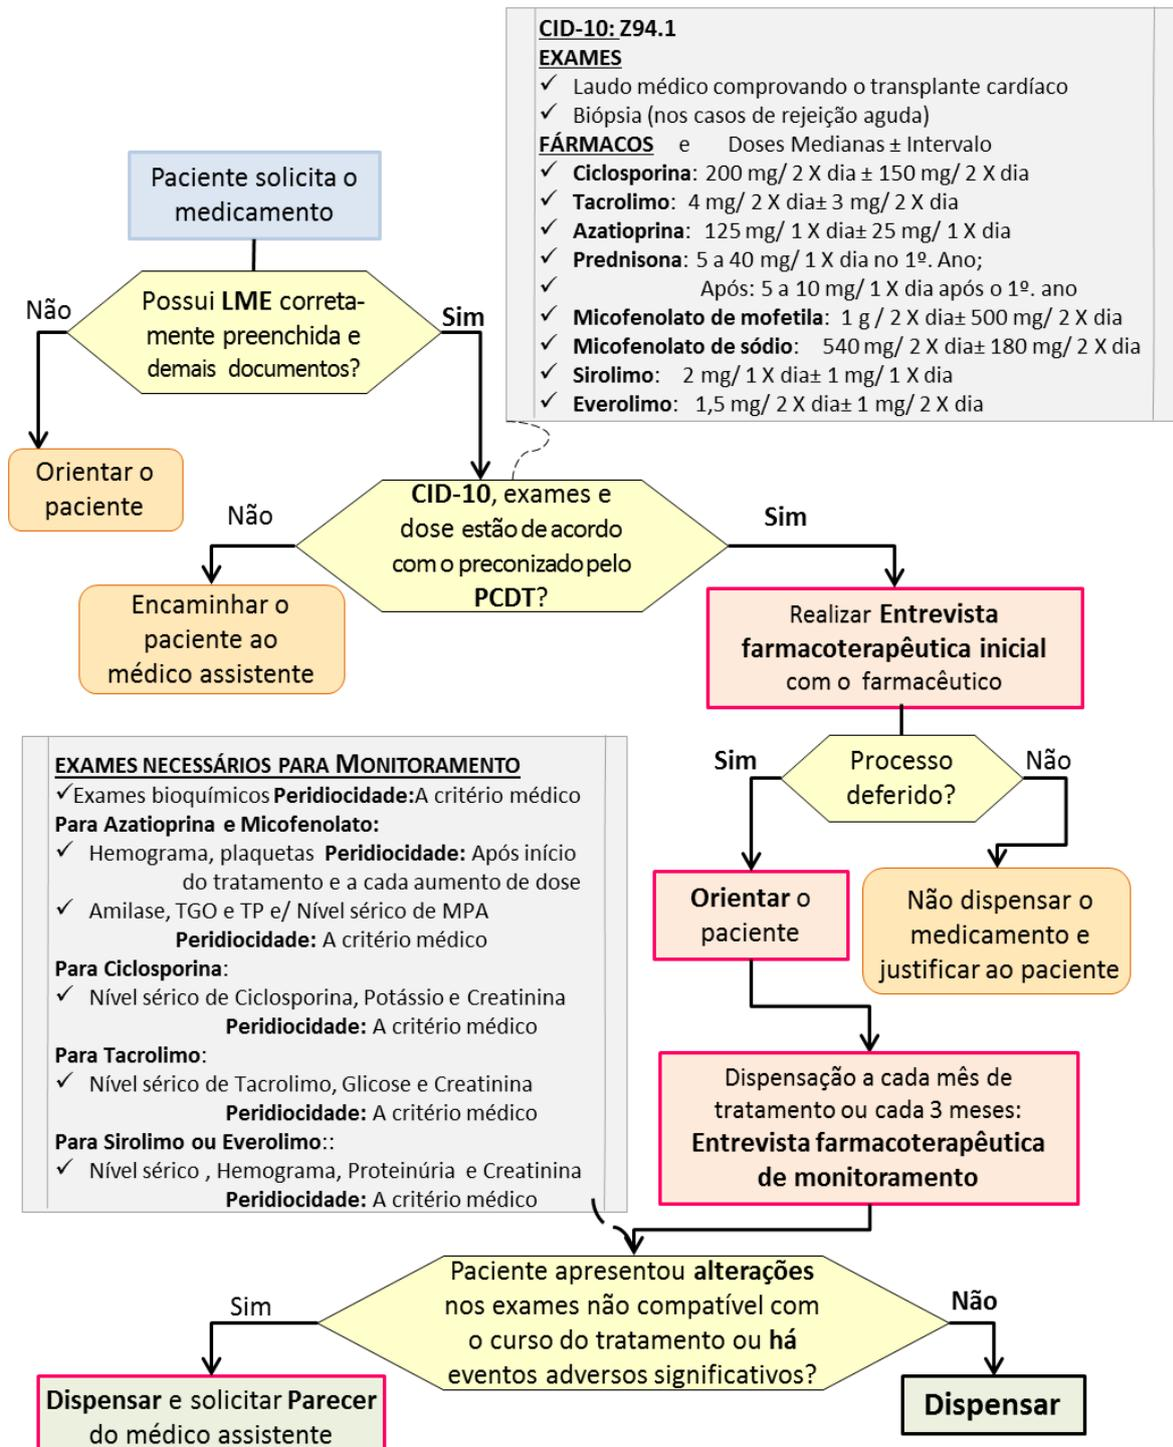 CID-10: Z94.1
EXAMES
✓ Laudo médico comprovando o transplante cardíaco
✓ Biópsia (nos casos de rejeição aguda)
FÁRMACOS e Doses Medianas ± Intervalo
✓ Ciclosporina: 200 mg/ 2 X dia ± 150 mg/ 2 X dia
✓ Tacrolimo: 4 mg/ 2 X dia± 3 mg/ 2 X dia
✓ Azatioprina: 125 mg/ 1 X dia± 25 mg/ 1 X dia
✓ Prednisona: 5 a 40 mg/ 1 X dia no 1º. Ano;
✓ Após: 5 a 10 mg/ 1 X dia após o 1º. ano
✓ Micofenolato de mofetila: 1 g / 2 X dia± 500 mg/ 2 X dia
✓ Micofenolato de sódio: 540 mg/ 2 X dia± 180 mg/ 2 X dia
✓ Sirolimo: 2 mg/ 1 X dia± 1 mg/ 1 X dia
✓ Everolimo: 1,5 mg/ 2 X dia± 1 mg/ 2 X dia
Paciente solicita o
medicamento
Possui LME correta-
mente preenchida e
demais documentos?
Não
Sim
Orientar o
paciente
CID-10, exames e
dose estão de acordo
com o preconizado pelo
PCDT?
Não
Sim
Encaminhar o
paciente ao
médico assistente
Realizar Entrevista
farmacoterapêutica inicial
com o farmacêutico
Processo
deferido?
Sim
Não
Orientar o
paciente
Não dispensar o
medicamento e
justificar ao paciente
EXAMES NECESSÁRIOS PARA MONITORAMENTO
✓Exames bioquímicos Peridiocidade:A critério médico
Para Azatioprina e Micofenolato:
✓ Hemograma, plaquetas Peridiocidade: Após início
do tratamento e a cada aumento de dose
✓ Amilase, TGO e TP e/ Nível sérico de MPA
Peridiocidade: A critério médico
Para Ciclosporina:
✓ Nível sérico de Ciclosporina, Potássio e Creatinina
Peridiocidade: A critério médico
Para Tacrolimo:
✓ Nível sérico de Tacrolimo, Glicose e Creatinina
Peridiocidade: A critério médico
Para Sirolimo ou Everolimo::
✓ Nível sérico , Hemograma, Proteinúria e Creatinina
Peridiocidade: A critério médico
Dispensação a cada mês de
tratamento ou cada 3 meses:
Entrevista farmacoterapêutica
de monitoramento
Paciente apresentou alterações
nos exames não compatível com
o curso do tratamento ou há
eventos adversos significativos?
Sim
Não
Dispensar e solicitar Parecer
do médico assistente
Dispensar